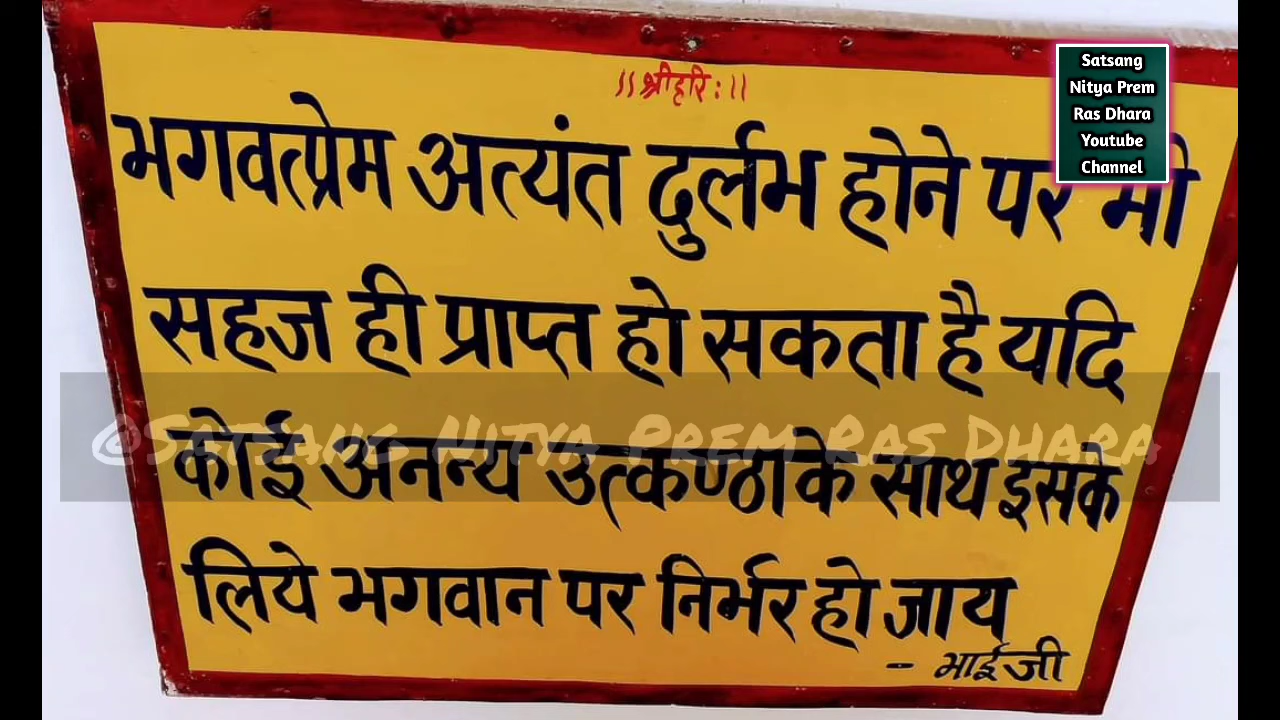 ।। श्रीहरि: ।।
भगवत्प्रेम अत्यंत दुर्लभ होने पर भी
सहज ही प्राप्त हो सकता है यदि
कोई अनन्य उत्कण्ठा के साथ इसके
लिये भगवान पर निर्भर हो जाय
- भाईजी
Satsang
Nitya Prem
Ras Dhara
Youtube
Channel
@Satsang Nitya Prem Ras Dhara